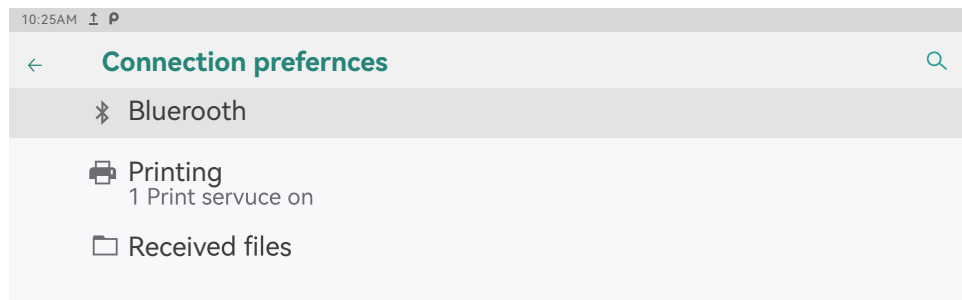 10:25AM
Connection prefernces
Bluerooth
Printing
1 Print servuce on
Received files